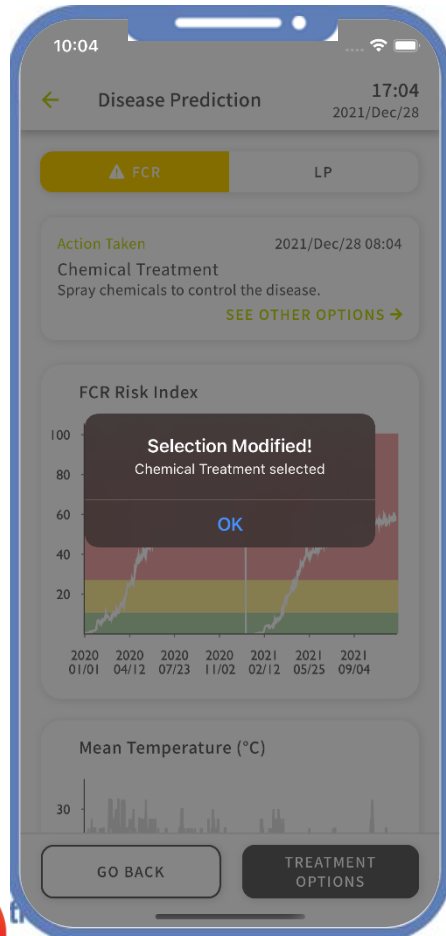 10:04
Disease Prediction
17:04
2021/Dec/28
FCR
LP
Action Taken
2021/Dec/28 08:04
Chemical Treatment
Spray chemicals to control the disease.
SEE OTHER OPTIONS →
FCR Risk Index
Selection Modified!
Chemical Treatment selected
OK
100
80
60
40
20
2020 2020 2020 2020 2021 2021 2021
01/01 04/12 07/23 11/02 02/12 05/25 09/04
Mean Temperature (°C)
30
GO BACK
TREATMENT
OPTIONS